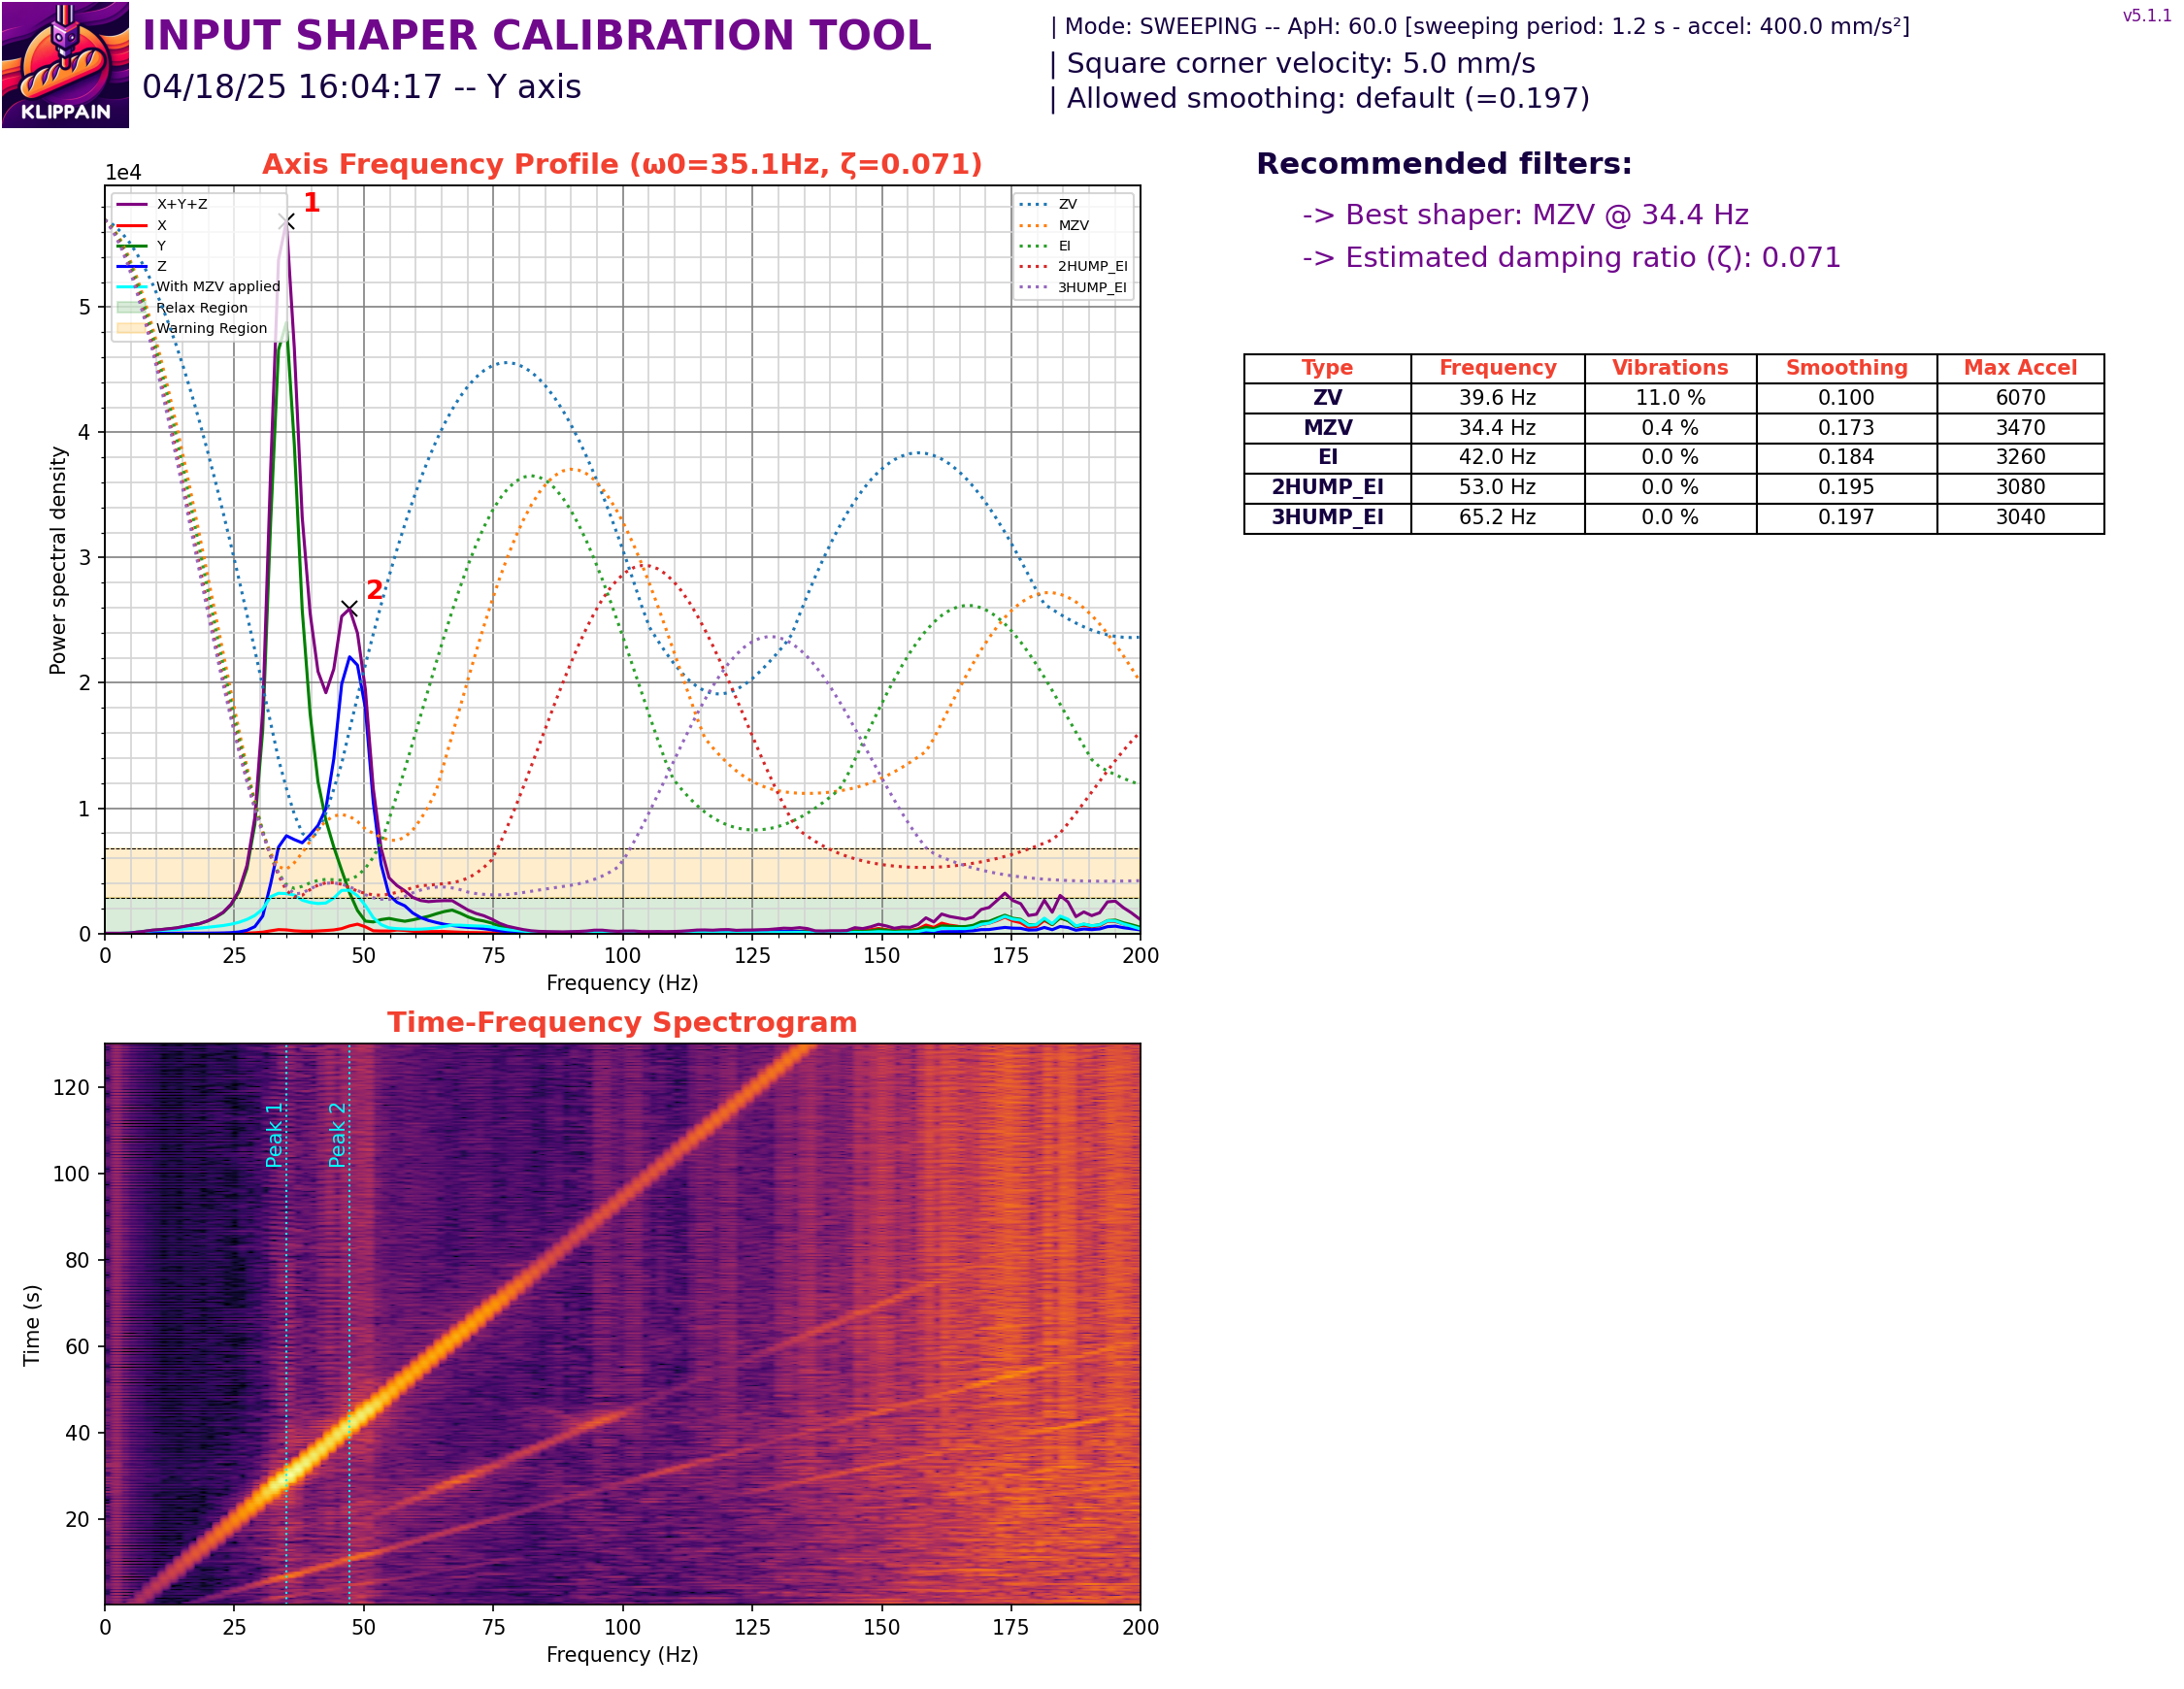 INPUT SHAPER CALIBRATION TOOL
04/18/25 16:04:17 -- Y axis
KLIPPAIN
| Mode: SWEEPING -- ApH: 60.0 [sweeping period: 1.2 s - accel: 400.0 mm/s²]
| Square corner velocity: 5.0 mm/s
| Allowed smoothing: default (=0.197)
v5.1.1
Axis Frequency Profile (ω0=35.1Hz, ζ=0.071)
1e4
X+Y+Z
X
Y
Z
With MZV applied
Relax Region
Warning Region
1
2
ZV
MZV
EI
2HUMP_EI
3HUMP_EI
Power spectral density
5
4
3
2
1
0
0 25 50 75 100 125 150 175 200
Frequency (Hz)
Recommended filters:
-> Best shaper: MZV @ 34.4 Hz
-> Estimated damping ratio (ζ): 0.071
Type Frequency Vibrations Smoothing Max Accel
ZV 39.6 Hz 11.0 % 0.100 6070
MZV 34.4 Hz 0.4 % 0.173 3470
EI 42.0 Hz 0.0 % 0.184 3260
2HUMP_EI 53.0 Hz 0.0 % 0.195 3080
3HUMP_EI 65.2 Hz 0.0 % 0.197 3040
Time-Frequency Spectrogram
Time (s)
120
100
80
60
40
20
Peak 1
Peak 2
0 25 50 75 100 125 150 175 200
Frequency (Hz)